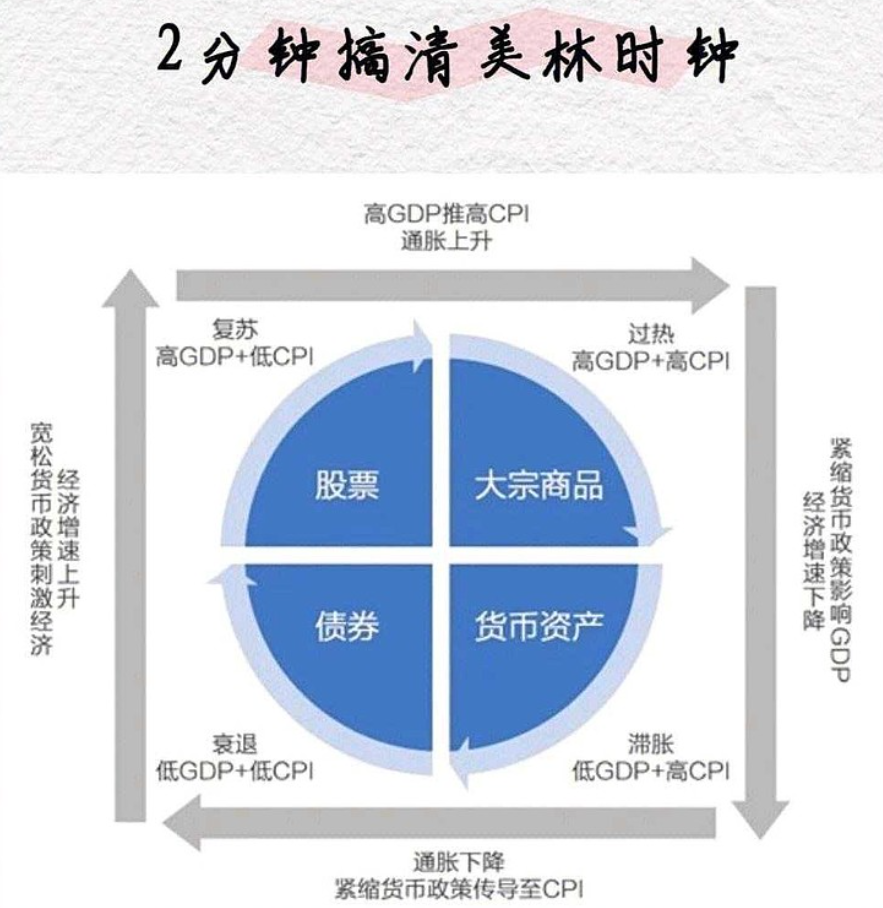 2分钟搞清美林时钟
高GDP推高CPI
通胀上升
复苏
高GDP+低CPI
过热
高GDP+高CPI
宽松货币政策刺激经济
经济增速上升
股票
大宗商品
经济增速下降
紧缩货币政策影响GDP
债券
货币资产
衰退
低GDP+低CPI
滞胀
低GDP+高CPI
通胀下降
紧缩货币政策传导至CPI